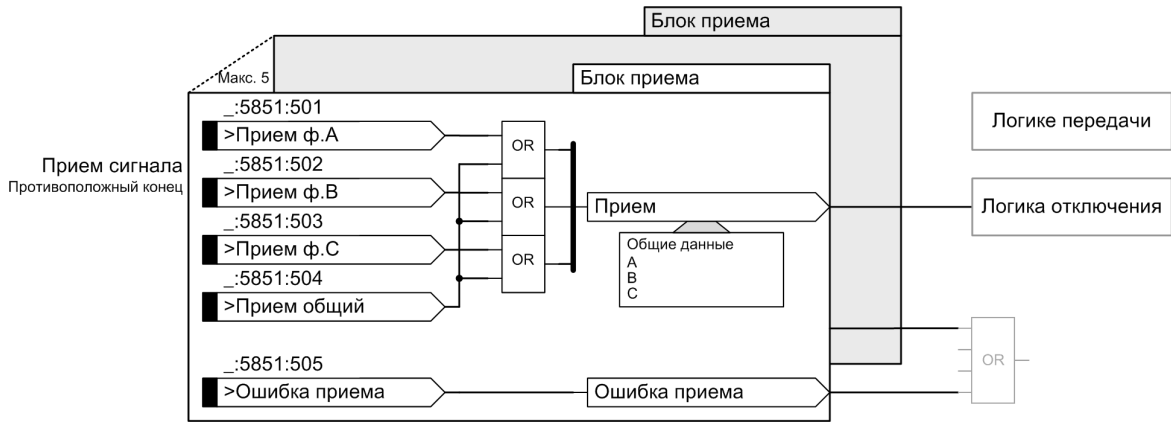 Блок приема
Макс. 5
Блок приема
_:5851:501
>Прием ф.A
OR
Логике передачи
Прием сигнала
Противоположный конец
_:5851:502
>Прием ф.B
OR
Прием
Логика отключения
_:5851:503
>Прием ф.C
OR
Общие данные
A
B
C
_:5851:504
>Прием общий
OR
_:5851:505
>Ошибка приема
Ошибка приема